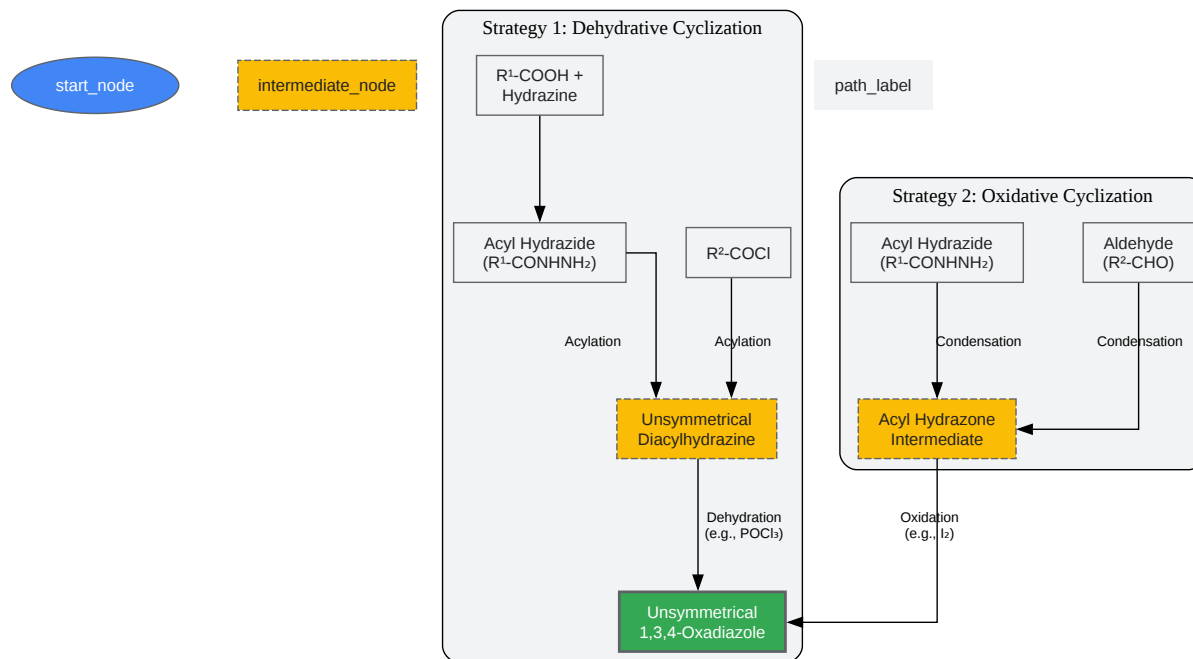 Strategy 1: Dehydrative Cyclization
start_node
intermediate_node
R¹-COOH +
Hydrazine
path_label
Strategy 2: Oxidative Cyclization
Acyl Hydrazide
(R¹-CONHNH₂)
R²-COCl
Acyl Hydrazide
(R¹-CONHNH₂)
Aldehyde
(R²-CHO)
Acylation
Acylation
Condensation
Condensation
Unsymmetrical
Diacylhydrazine
Acyl Hydrazone
Intermediate
Dehydration
(e.g., POCl₃)
Oxidation
(e.g., I₂)
Unsymmetrical
1,3,4-Oxadiazole